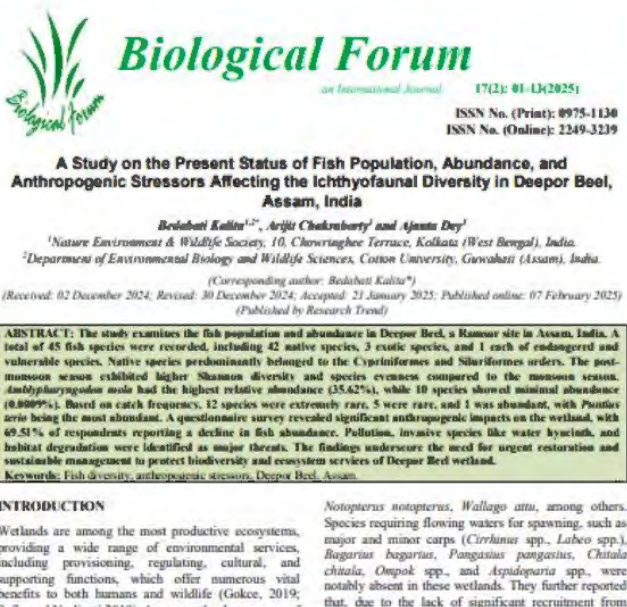 Biological Forum
Biological Forum
an International Journal
17(2): 01-13(2025)
ISSN No. (Print): 0975-1130
ISSN No. (Online): 2249-3239
A Study on the Present Status of Fish Population, Abundance, and
Anthropogenic Stressors Affecting the Ichthyofaunal Diversity in Deepor Beel,
Assam, India
Bedabati Kalita1,2*, Arijit Chakraborty1 and Ajanta Dey1
1Nature Environment & Wildlife Society, 10, Chowringhee Terrace, Kolkata (West Bengal), India.
2Department of Environmental Biology and Wildlife Sciences, Cotton University, Guwahati (Assam), India.
(Corresponding author: Bedabati Kalita*)
(Received: 02 December 2024; Revised: 30 December 2024; Accepted: 21 January 2025; Published online: 07 February 2025)
(Published by Research Trend)
ABSTRACT: The study examines the fish population and abundance in Deepor Beel, a Ramsar site in Assam, India. A
total of 45 fish species were recorded, including 42 native species, 3 exotic species, and 1 each of endangered and
vulnerable species. Native species predominantly belonged to the Cypriniformes and Siluriformes orders. The post-
monsoon season exhibited higher Shannon diversity and species evenness compared to the monsoon season.
Amblypharyngodon mola had the highest relative abundance (35.62%), while 10 species showed minimal abundance
(0.0009%). Based on catch frequency, 12 species were extremely rare, 5 were rare, and 1 was abundant, with Puntius
terio being the most abundant. A questionnaire survey revealed significant anthropogenic impacts on the wetland, with
69.51% of respondents reporting a decline in fish abundance. Pollution, invasive species like water hyacinth, and
habitat degradation were identified as major threats. The findings underscore the need for urgent restoration and
sustainable management to protect biodiversity and ecosystem services of Deepor Beel wetland.
Keywords: Fish diversity, anthropogenic stressors, Deepor Beel, Assam.
INTRODUCTION
Wetlands are among the most productive ecosystems,
providing a wide range of environmental services,
including provisioning, regulating, cultural, and
supporting functions, which offer numerous vital
benefits to both humans and wildlife (Gokce, 2019;
Notopterus notopterus, Wallago attu, among others.
Species requiring flowing waters for spawning, such as
major and minor carps (Cirrhinus spp., Labeo spp.),
Bagarius bagarius, Pangasius pangasius, Chitala
chitala, Ompok spp., and Aspidoparia spp., were
notably absent in these wetlands. They further reported
that, due to the lack of significant recruitment from